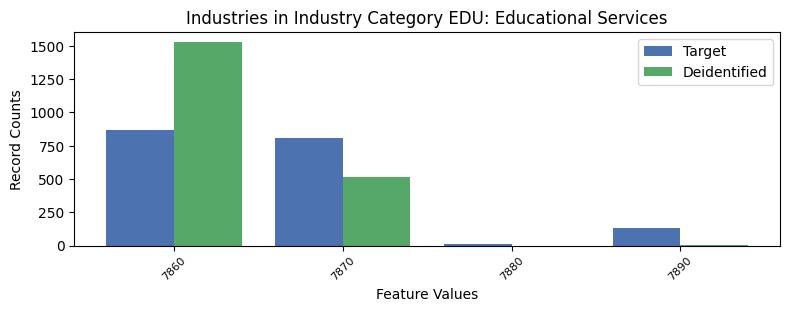 Industries in Industry Category EDU: Educational Services
Target
Deidentified
Record Counts
1500
1250
1000
750
500
250
0
7860
7870
7880
7890
Feature Values